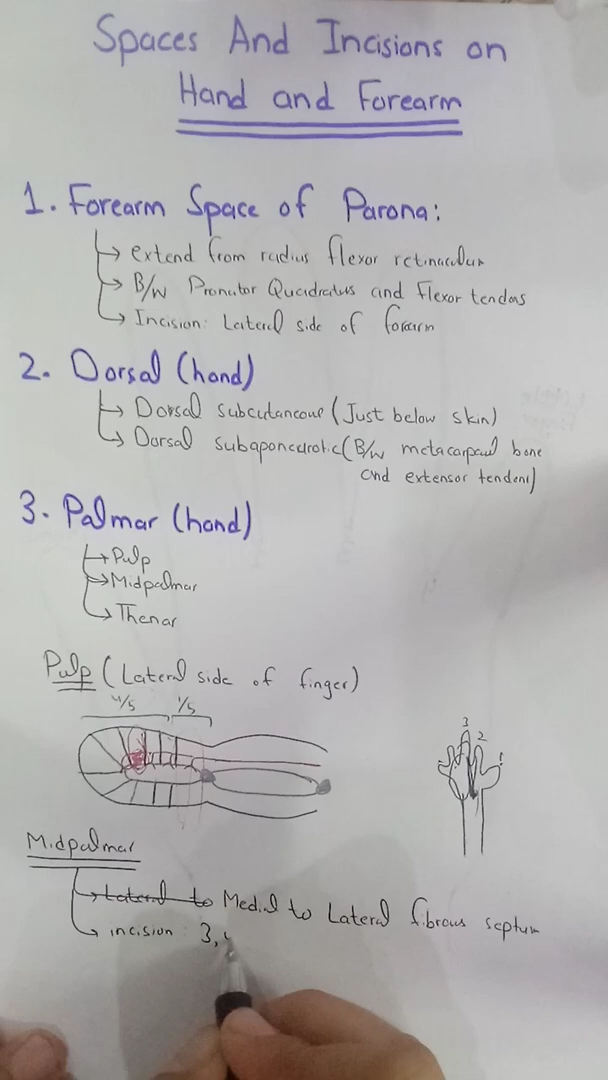 Spaces And Incisions on
Hand and Forearm
1. Forearm Space of Parona:
extend from radius flexor retinaculum
B/W Pronator Quadratus and flexor tendons
Incision: Lateral side of forearm
2. Dorsal (hand)
Dorsal subcutaneous (Just below skin)
Dorsal subaponeurotic (B/W metacarpal bone
and extensor tendons)
3. Palmar (hand)
Pulp
Midpalmar
Thenar
Pulp (Lateral side of finger)
4/5 1/5
3 2 1
Midpalmar
Lateral to Medial to Lateral fibrous septum
incision: 3,